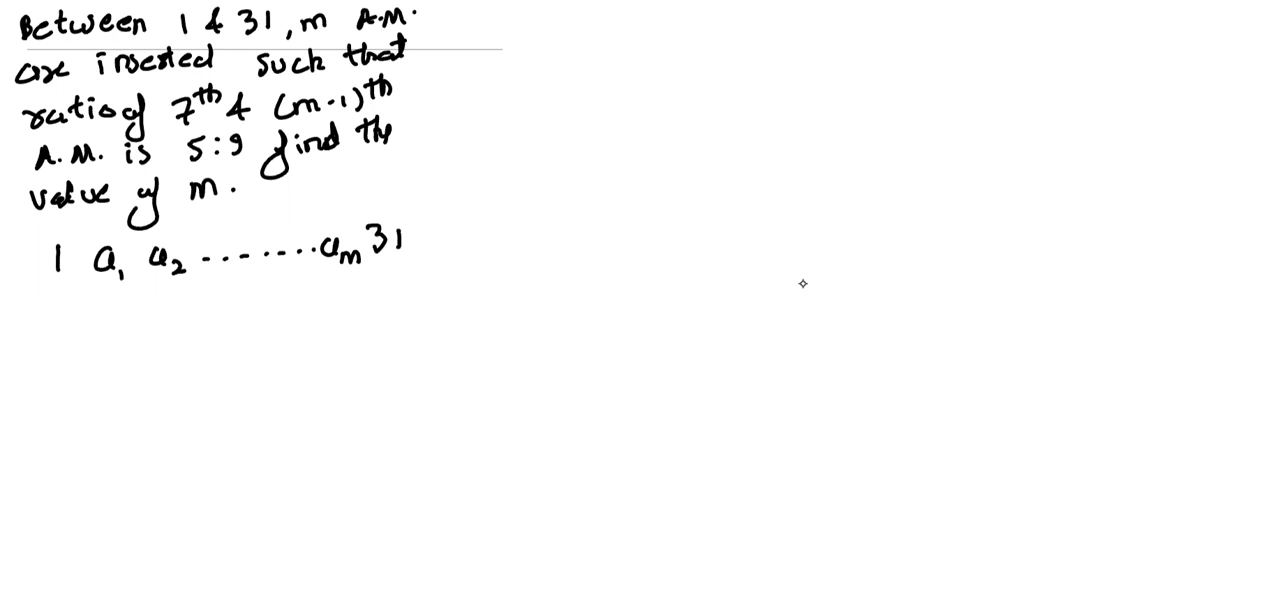 Between 1 & 31, m A.M.
are inserted such that
ratio of 7th & (m-1)th
A.M. is 5:9 find the
value of m.
1 a1 a2 ........am 31